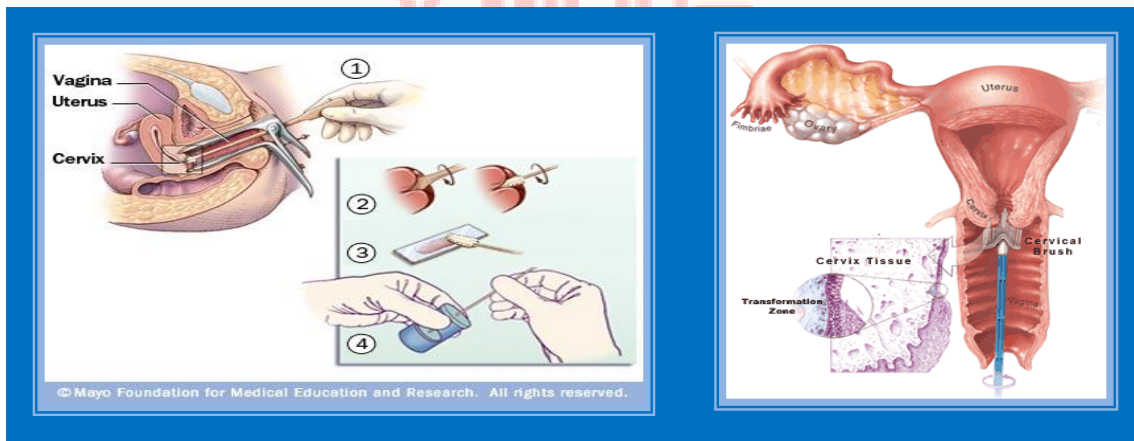 Vagina
Uterus
Cervix
1
2
3
4
© Mayo Foundation for Medical Education and Research. All rights reserved.
Uterus
Fimbriae
Ovary
Cervix
Cervical
Brush
Cervix Tissue
Transformation
Zone
Vagina